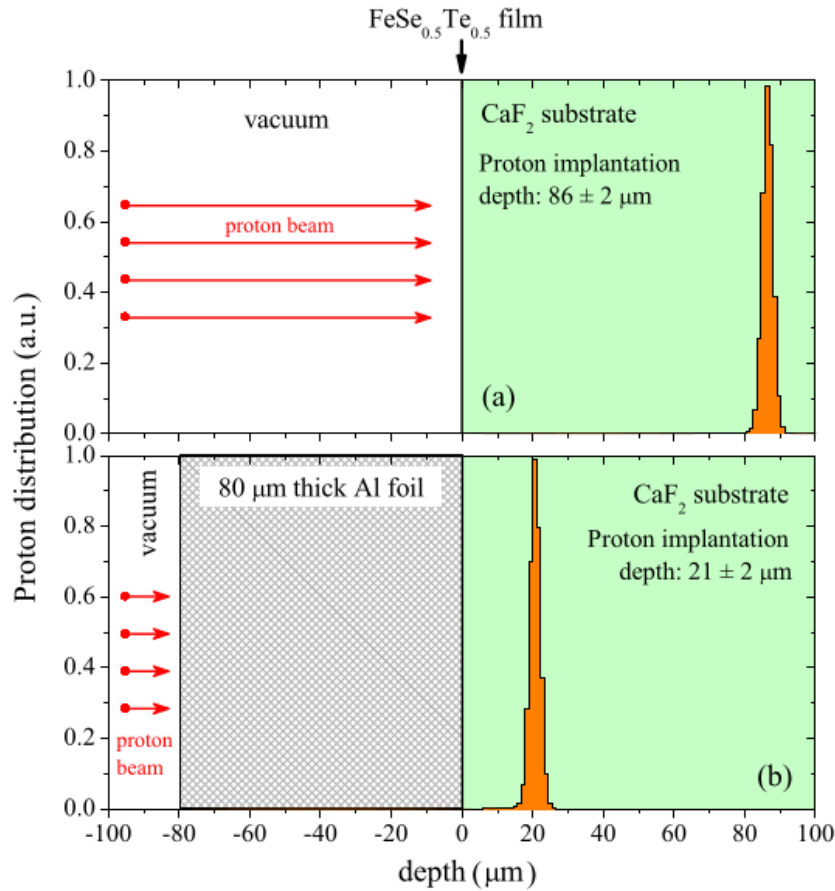 FeSe0.5Te0.5 film
1.0
0.8
0.6
0.4
0.2
0.0
vacuum
proton beam
CaF2 substrate
Proton implantation
depth: 86 ± 2 μm
(a)
Proton distribution (a.u.)
1.0
0.8
0.6
0.4
0.2
0.0
vacuum
proton
beam
80 μm thick Al foil
CaF2 substrate
Proton implantation
depth: 21 ± 2 μm
(b)
-100 -80 -60 -40 -20 0 20 40 60 80 100
depth (μm)